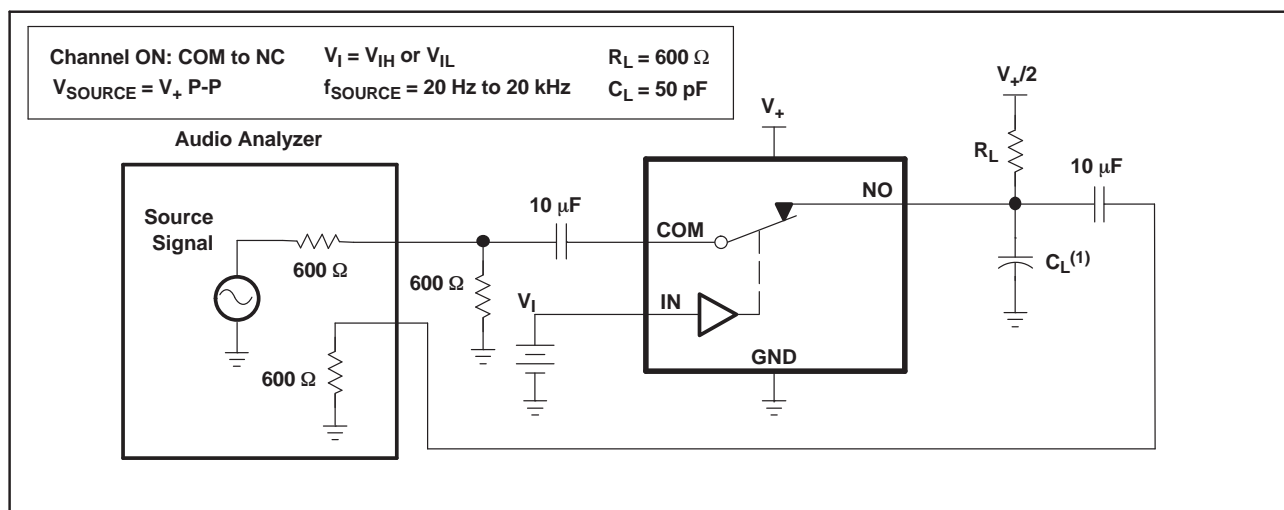 Channel ON: COM to NC
V_I = V_IH or V_IL
R_L = 600 Ω
V_SOURCE = V_+ P-P
f_SOURCE = 20 Hz to 20 kHz
C_L = 50 pF
Audio Analyzer
V_+/2
V_+
R_L
10 μF
NO
Source
Signal
10 μF
COM
600 Ω
600 Ω
C_L(1)
V_I
IN
GND
600 Ω